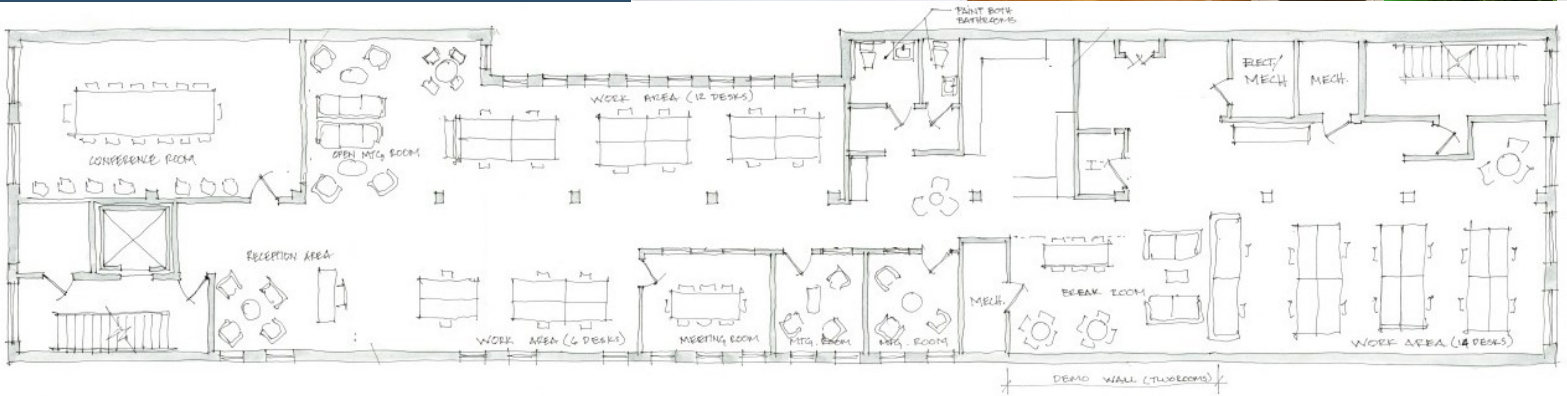 PAINT BOTH
BATHROOMS
ELECT/
MECH
MECH.
WORK AREA (12 DESKS)
OPEN MTG. ROOM
CONFERENCE ROOM
RECEPTION AREA
MECH.
BREAK ROOM
WORK AREA (6 DESKS)
MEETING ROOM
MTG. ROOM
MTG. ROOM
WORK AREA (14 DESKS)
DEMO WALL (TWO ROOMS)